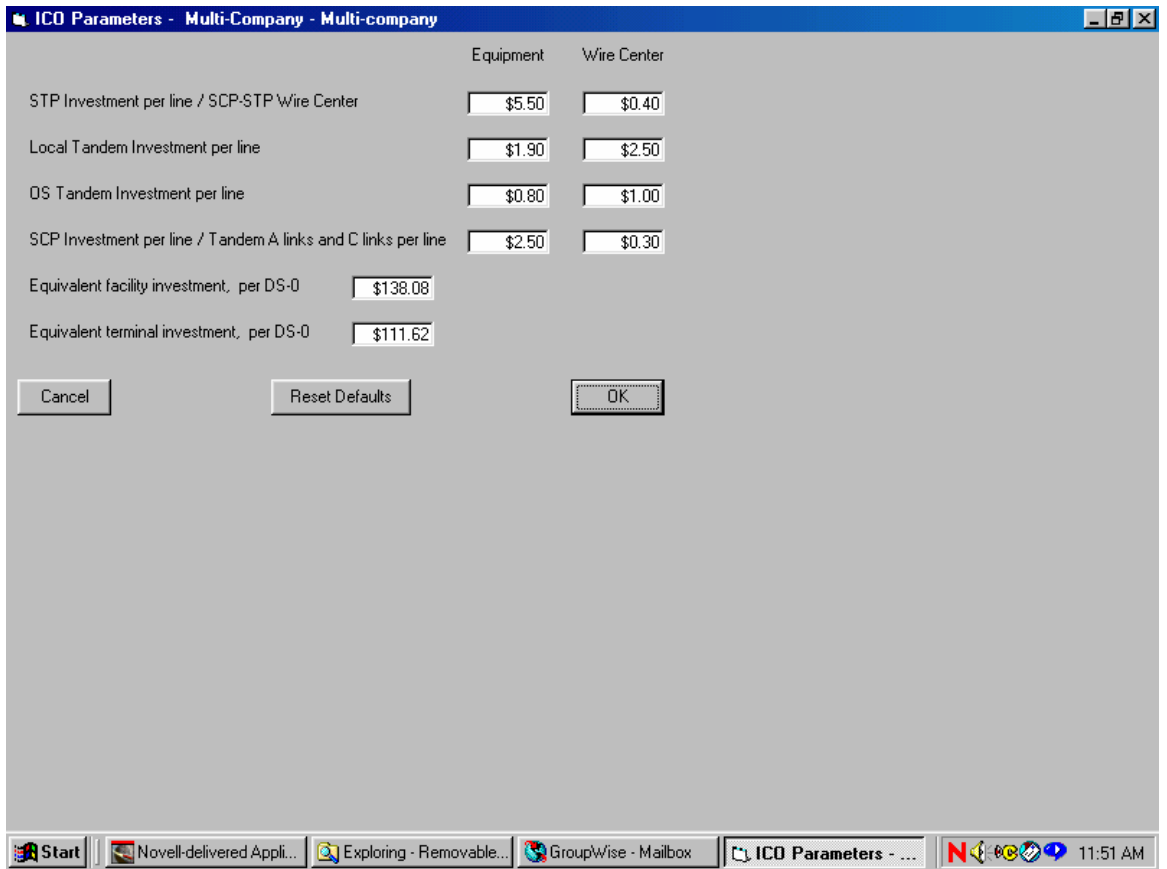 ICO Parameters - Multi-Company - Multi-company
Equipment Wire Center
STP Investment per line / SCP-STP Wire Center $5.50 $0.40
Local Tandem Investment per line $1.90 $2.50
OS Tandem Investment per line $0.80 $1.00
SCP Investment per line / Tandem A links and C links per line $2.50 $0.30
Equivalent facility investment, per DS-0 $138.08
Equivalent terminal investment, per DS-0 $111.62
Cancel Reset Defaults OK
Start Novell-delivered Appli... Exploring - Removable... GroupWise - Mailbox ICO Parameters - ... N 11:51 AM